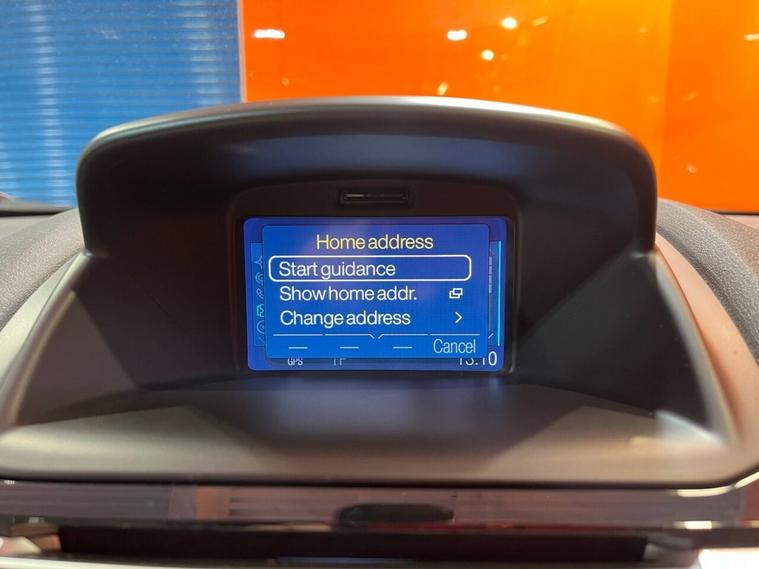 Home address
Start guidance
Show home addr.
Change address
Cancel
GPS
13:10